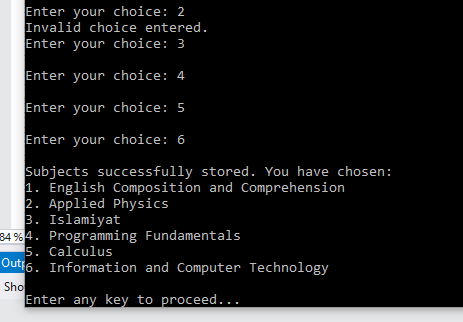 Enter your choice: 2
Invalid choice entered.
Enter your choice: 3
Enter your choice: 4
Enter your choice: 5
Enter your choice: 6
Subjects successfully stored. You have chosen:
1. English Composition and Comprehension
2. Applied Physics
3. Islamiyat
84 %
4. Programming Fundamentals
5. Calculus
Outp
6. Information and Computer Technology
Sho
Enter any key to proceed...